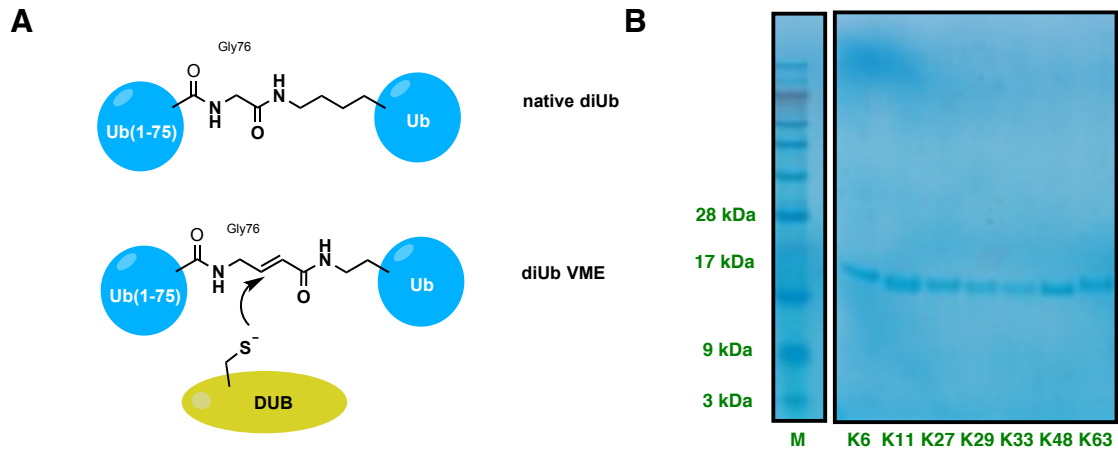 A
Gly76
O
N
H
H
N
O
Ub(1-75)
Ub
native diUb
Gly76
O
N
H
H
N
O
Ub(1-75)
Ub
diUb VME
S⁻
DUB
B
28 kDa
17 kDa
9 kDa
3 kDa
M K6 K11 K27 K29 K33 K48 K63